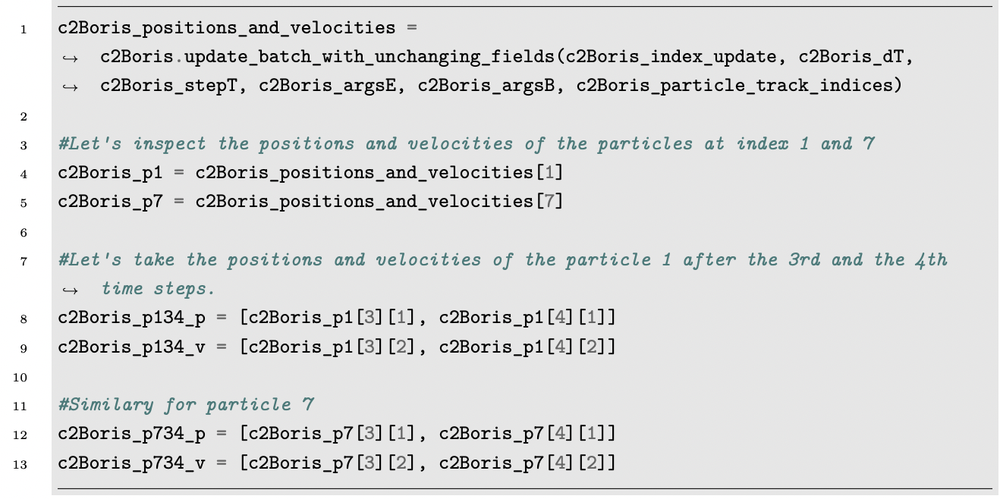 1 c2Boris_positions_and_velocities =
↪ c2Boris.update_batch_with_unchanging_fields(c2Boris_index_update, c2Boris_dT,
↪ c2Boris_stepT, c2Boris_argsE, c2Boris_argsB, c2Boris_particle_track_indices)
2
3 #Let's inspect the positions and velocities of the particles at index 1 and 7
4 c2Boris_p1 = c2Boris_positions_and_velocities[1]
5 c2Boris_p7 = c2Boris_positions_and_velocities[7]
6
7 #Let's take the positions and velocities of the particle 1 after the 3rd and the 4th
↪ time steps.
8 c2Boris_p134_p = [c2Boris_p1[3][1], c2Boris_p1[4][1]]
9 c2Boris_p134_v = [c2Boris_p1[3][2], c2Boris_p1[4][2]]
10
11 #Similary for particle 7
12 c2Boris_p734_p = [c2Boris_p7[3][1], c2Boris_p7[4][1]]
13 c2Boris_p734_v = [c2Boris_p7[3][2], c2Boris_p7[4][2]]